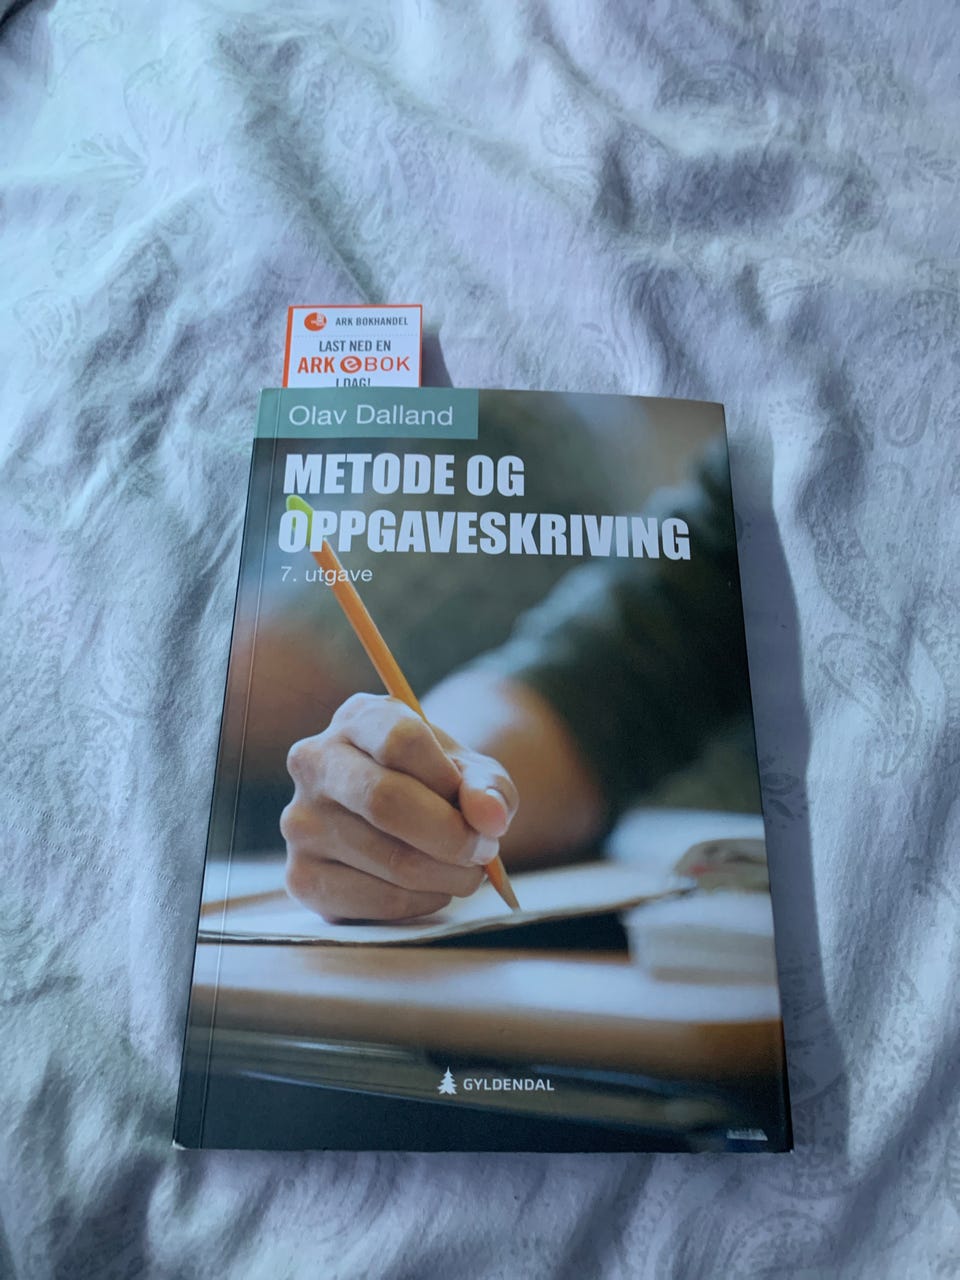 ARK BOKHANDEL
LAST NED EN
ARK eBOK
I DAG!
Olav Dalland
METODE OG
OPPGAVESKRIVING
7. utgave
GYLDENDAL